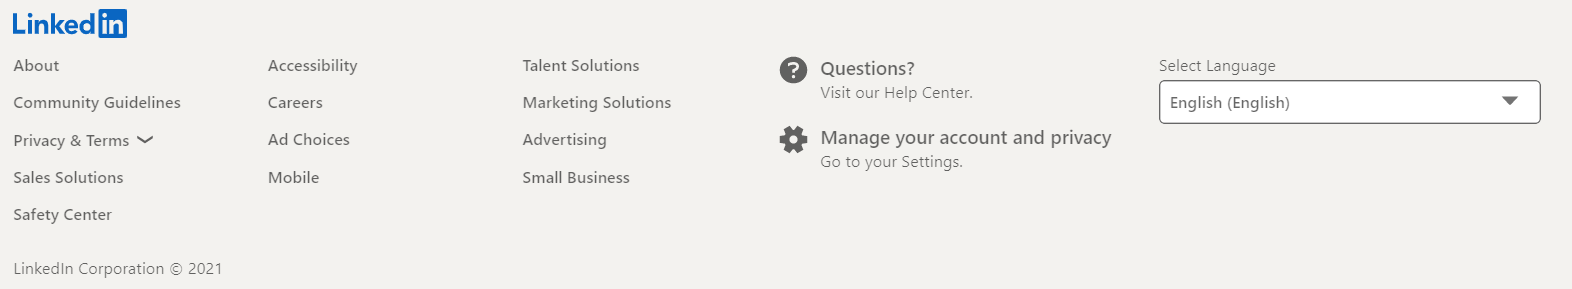 LinkedIn
About
Community Guidelines
Privacy & Terms
Sales Solutions
Safety Center
Accessibility
Careers
Ad Choices
Mobile
Talent Solutions
Marketing Solutions
Advertising
Small Business
Questions?
Visit our Help Center.
Manage your account and privacy
Go to your Settings.
Select Language
English (English)
LinkedIn Corporation © 2021